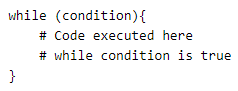 while (condition){
    # Code executed here
    # while condition is true
}